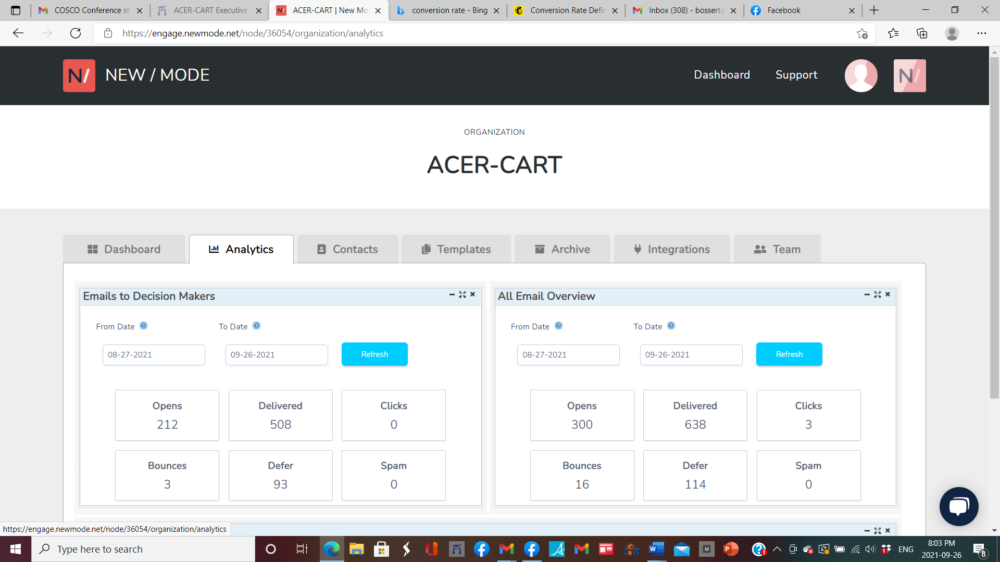 COSCO Conference st
ACER-CART Executive
N/ ACER-CART | New Mo
conversion rate - Bing
Conversion Rate Defin
Inbox (308) - bossert.r
Facebook
https://engage.newmode.net/node/36054/organization/analytics
N/ NEW / MODE
Dashboard
Support
N/
ORGANIZATION
ACER-CART
Dashboard
Analytics
Contacts
Templates
Archive
Integrations
Team
Emails to Decision Makers
From Date
To Date
08-27-2021
09-26-2021
Refresh
Opens
212
Delivered
508
Clicks
0
Bounces
3
Defer
93
Spam
0
All Email Overview
From Date
To Date
08-27-2021
09-26-2021
Refresh
Opens
300
Delivered
638
Clicks
3
Bounces
16
Defer
114
Spam
0
https://engage.newmode.net/node/36054/organization/analytics
Type here to search
ARTA
W
M
P
1
ENG
8:03 PM
2021-09-26
8